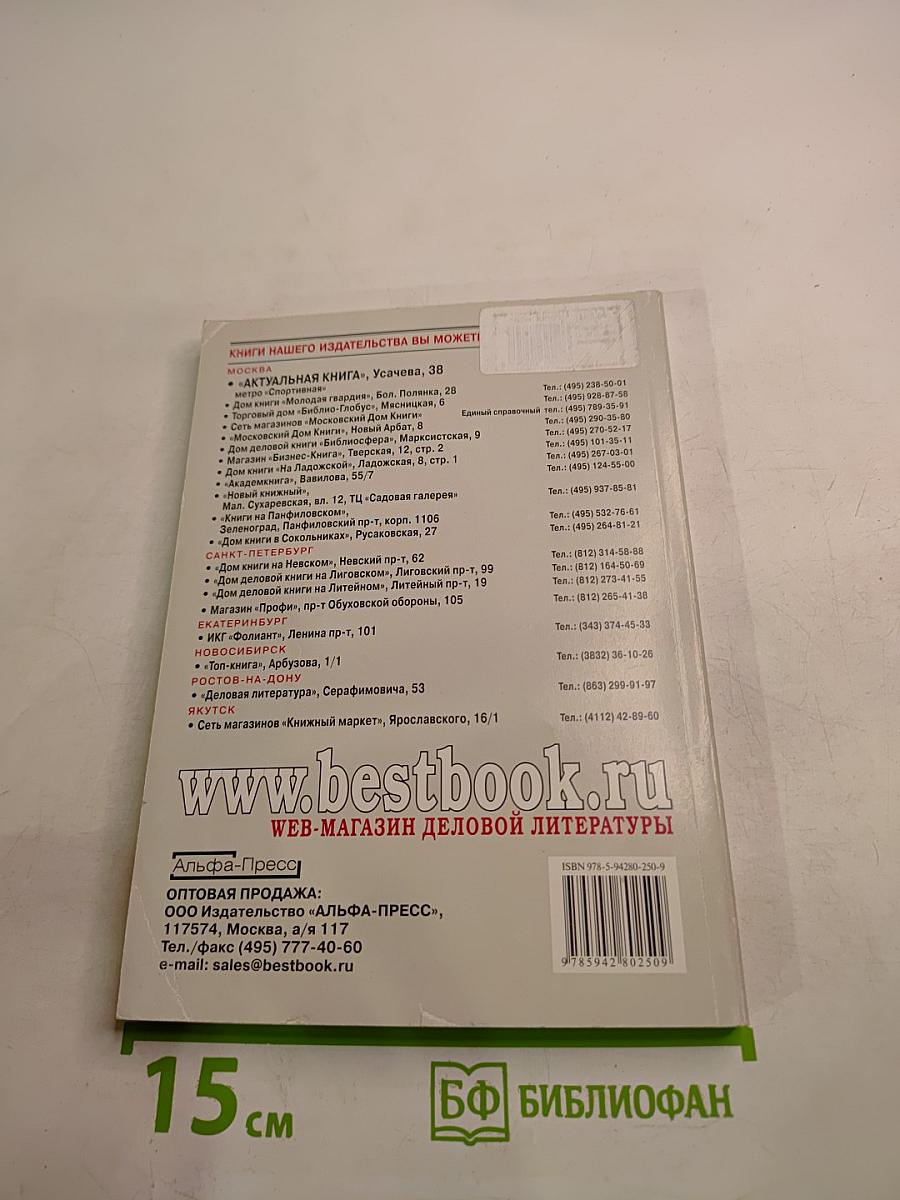 КНИГИ НАШЕГО ИЗДАТЕЛЬСТВА ВЫ МОЖЕТЕ
МОСКВА
• «АКТУАЛЬНАЯ КНИГА», Усачева, 38
метро «Спортивная»
• Дом книги «Молодая гвардия», Бол. Полянка, 28 Тел.: (495) 238-50-01
• Торговый дом «Библио-Глобус», Мясницкая, 6 Тел.: (495) 928-87-58
• Сеть магазинов «Московский Дом Книги» Единый справочный тел.: (495) 789-35-91
• «Московский Дом Книги», Новый Арбат, 8 Тел.: (495) 290-35-80
• Дом деловой книги «Библиосфера», Марксистская, 9 Тел.: (495) 270-52-17
• Магазин «Бизнес-Книга», Тверская, 12, стр. 2 Тел.: (495) 101-35-11
• Дом книги «На Ладожской», Ладожская, 8, стр. 1 Тел.: (495) 267-03-01
• «Академкнига», Вавилова, 55/7 Тел.: (495) 124-55-00
• «Новый книжный»,
Мал. Сухаревская, вл. 12, ТЦ «Садовая галерея» Тел.: (495) 937-85-81
• «Книги на Панфиловском»,
Зеленоград, Панфиловский пр-т, корп. 1106 Тел.: (495) 532-76-61
• «Дом книги в Сокольниках», Русаковская, 27 Тел.: (495) 264-81-21
САНКТ-ПЕТЕРБУРГ
• «Дом книги на Невском», Невский пр-т, 62 Тел.: (812) 314-58-88
• «Дом деловой книги на Лиговском», Лиговский пр-т, 99 Тел.: (812) 164-50-69
• «Дом деловой книги на Литейном», Литейный пр-т, 19 Тел.: (812) 273-41-55
• Магазин «Профи», пр-т Обуховской обороны, 105 Тел.: (812) 265-41-38
ЕКАТЕРИНБУРГ
• ИКГ «Фолиант», Ленина пр-т, 101 Тел.: (343) 374-45-33
НОВОСИБИРСК
• «Топ-книга», Арбузова, 1/1 Тел.: (3832) 36-10-26
РОСТОВ-НА-ДОНУ
• «Деловая литература», Серафимовича, 53 Тел.: (863) 299-91-97
ЯКУТСК
• Сеть магазинов «Книжный маркет», Ярославского, 16/1 Тел.: (4112) 42-89-60
www.bestbook.ru
WEB-МАГАЗИН ДЕЛОВОЙ ЛИТЕРАТУРЫ
Альфа-Пресс
ОПТОВАЯ ПРОДАЖА:
ООО Издательство «АЛЬФА-ПРЕСС»,
117574, Москва, а/я 117
Тел./факс (495) 777-40-60
e-mail: sales@bestbook.ru
ISBN 978-5-94280-250-9
9 785942 802509
15 см
БФ БИБЛИОФАН